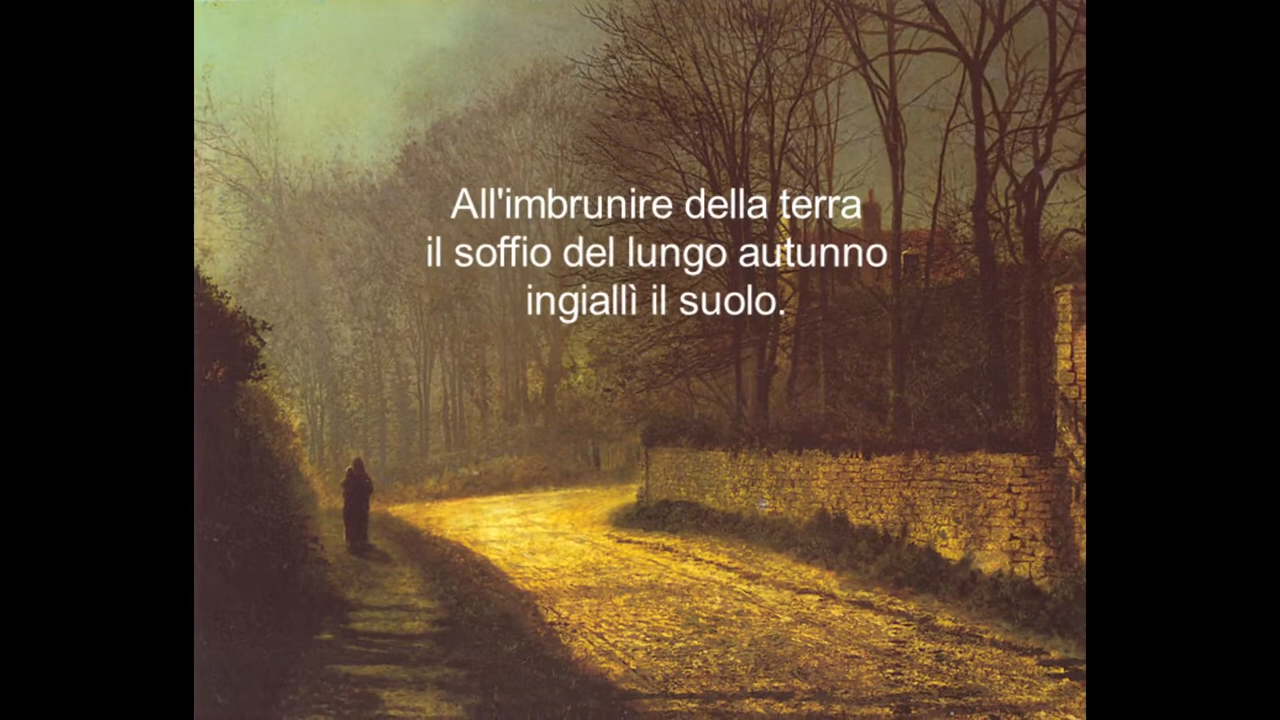 All'imbrunire della terra
il soffio del lungo autunno
ingiallì il suolo.